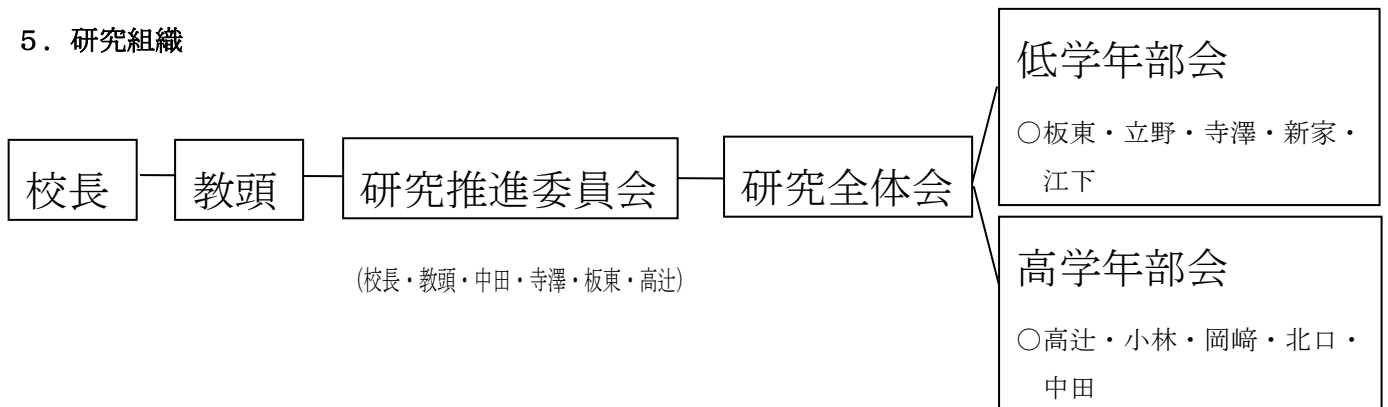 ５．研究組織
校長
教頭
研究推進委員会
(校長・教頭・中田・寺澤・板東・高辻)
研究全体会
低学年部会
○板東・立野・寺澤・新家・
江下
高学年部会
○高辻・小林・岡﨑・北口・
中田